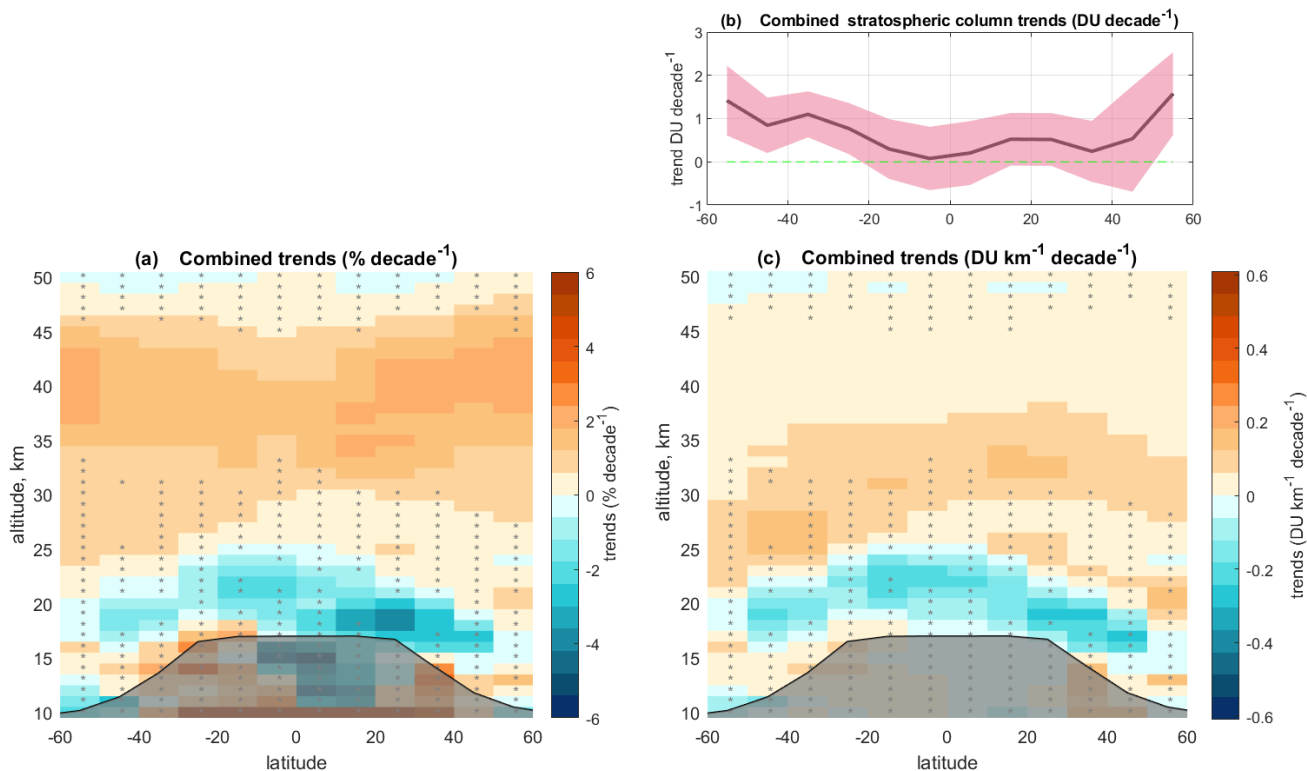 (b) Combined stratospheric column trends (DU decade⁻¹)
3
2
1
0
-1
trend DU decade⁻¹
-60 -40 -20 0 20 40 60
(a) Combined trends (% decade⁻¹)
50
45
40
35
30
25
20
15
10
altitude, km
-60 -40 -20 0 20 40 60
latitude
6
4
2
0
-2
-4
-6
trends (% decade⁻¹)
(c) Combined trends (DU km⁻¹ decade⁻¹)
50
45
40
35
30
25
20
15
10
altitude, km
-60 -40 -20 0 20 40 60
latitude
0.6
0.4
0.2
0
-0.2
-0.4
-0.6
trends (DU km⁻¹ decade⁻¹)